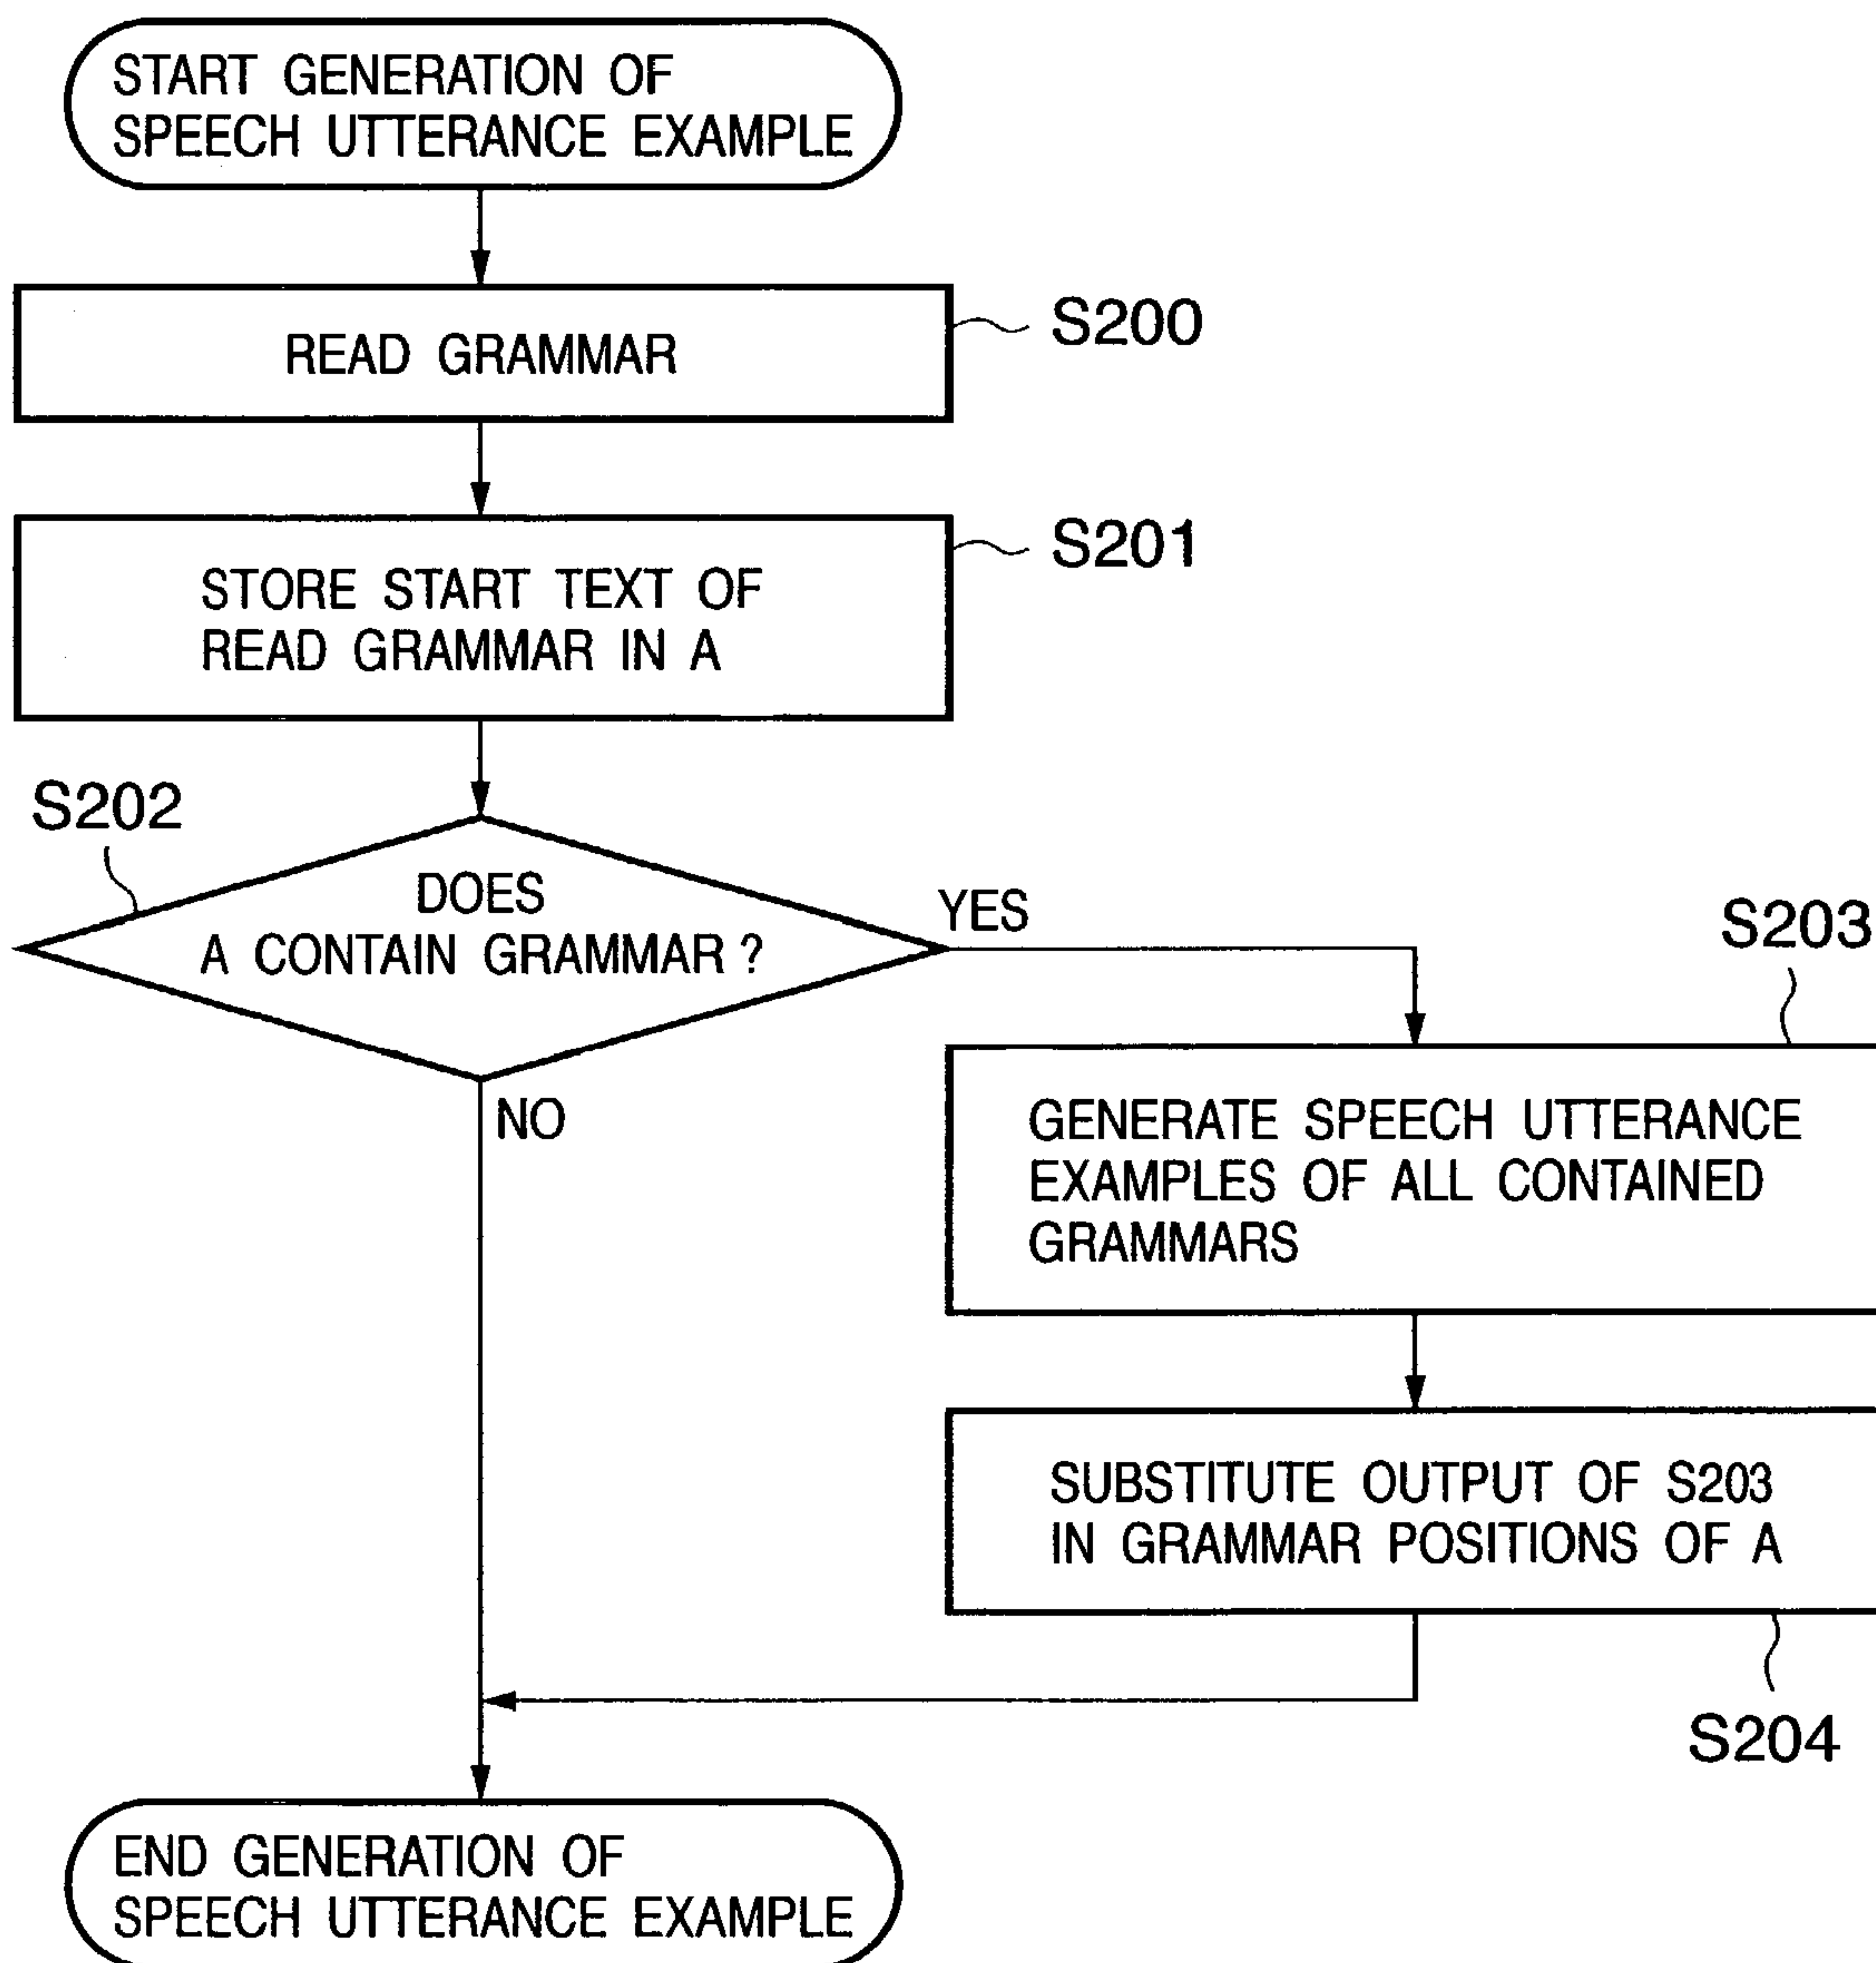 START GENERATION OF
SPEECH UTTERANCE EXAMPLE
READ GRAMMAR
S200
STORE START TEXT OF
READ GRAMMAR IN A
S201
S202
DOES
A CONTAIN GRAMMAR ?
YES
NO
S203
GENERATE SPEECH UTTERANCE
EXAMPLES OF ALL CONTAINED
GRAMMARS
SUBSTITUTE OUTPUT OF S203
IN GRAMMAR POSITIONS OF A
S204
END GENERATION OF
SPEECH UTTERANCE EXAMPLE